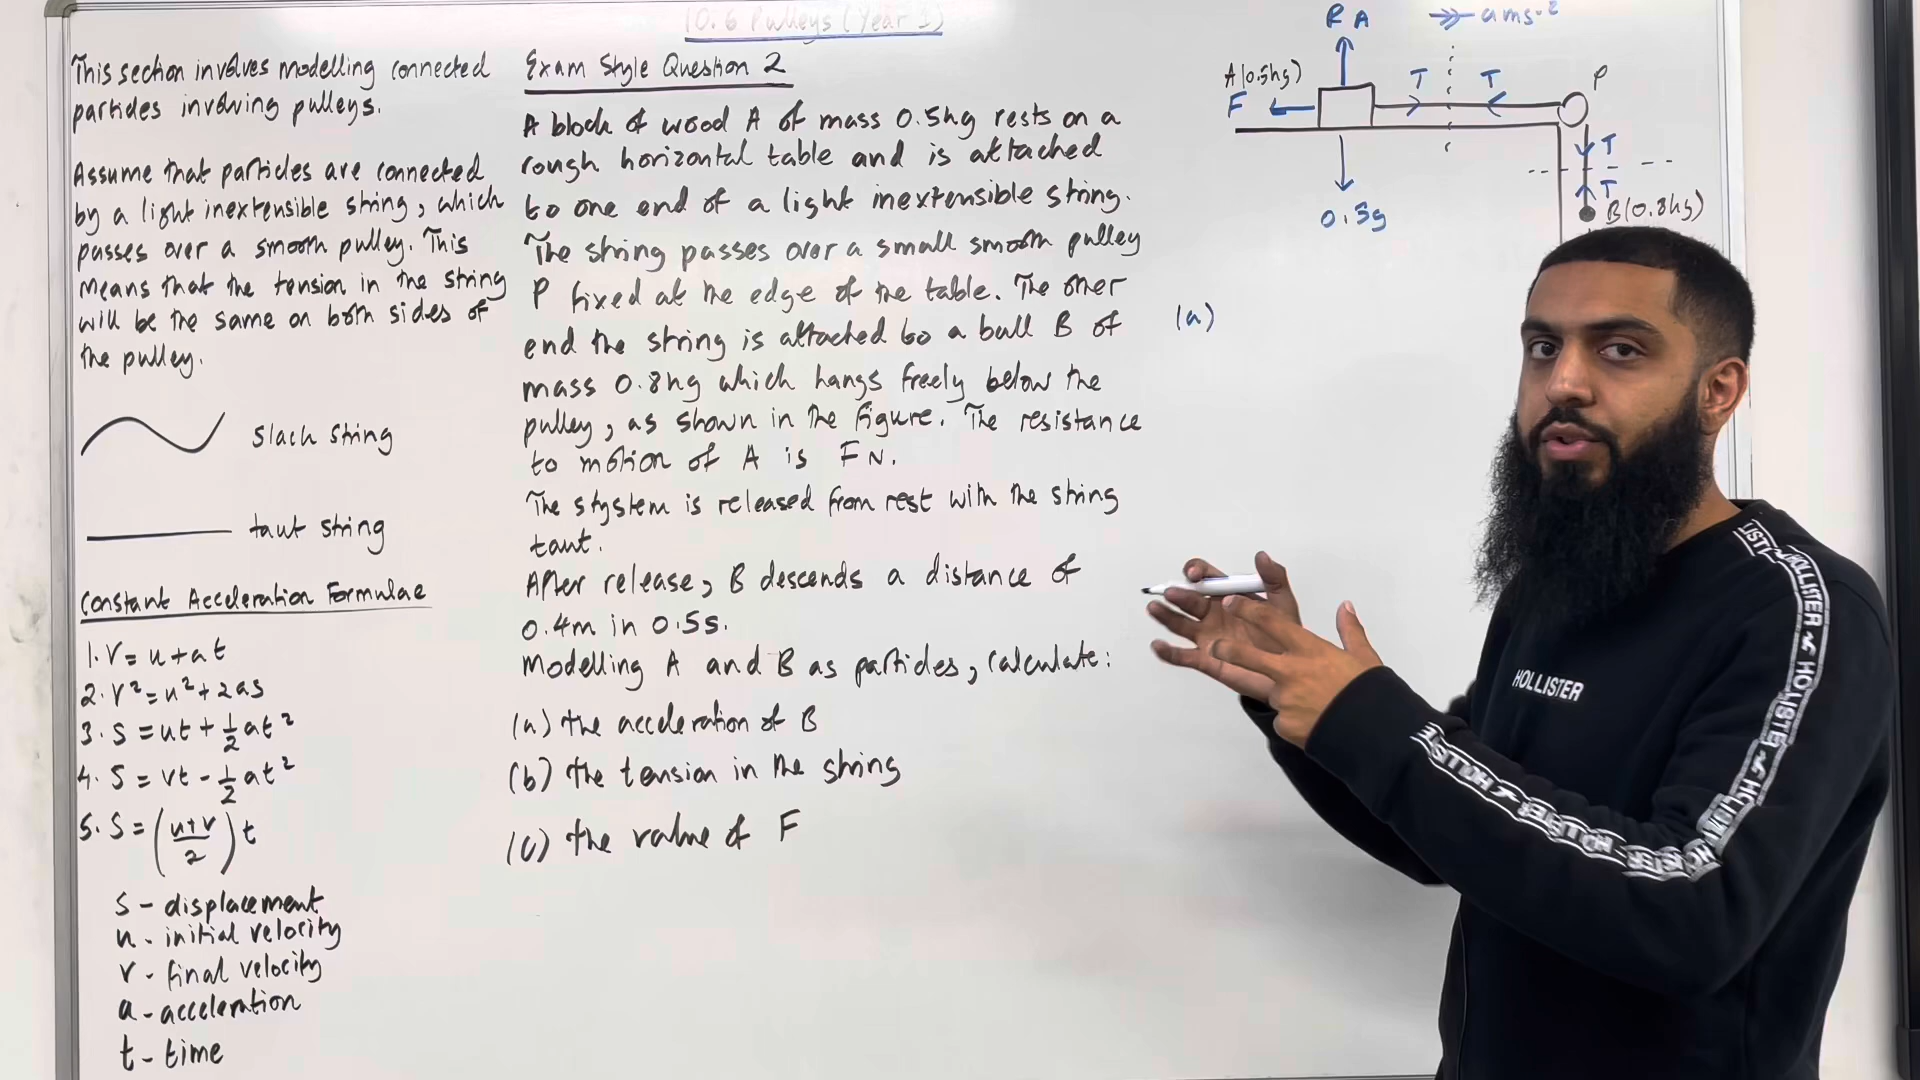 10.6 Pulleys (Year 1)
This section involves modelling connected
particles involving pulleys.
Assume that particles are connected
by a light inextensible string, which
passes over a smooth pulley. This
means that the tension in the string
will be the same on both sides of
the pulley.
slack string
taut string
Constant Acceleration Formulae
1. v = u + at
2. v² = u² + 2as
3. s = ut + 1/2 at²
4. s = vt - 1/2 at²
5. s = (u+v/2) t
s - displacement
u - initial velocity
v - final velocity
a - acceleration
t - time
Exam Style Question 2
A block of wood A of mass 0.5kg rests on a
rough horizontal table and is attached
to one end of a light inextensible string.
The string passes over a small smooth pulley
P fixed at the edge of the table. The other
end the string is attached to a ball B of
mass 0.8kg which hangs freely below the
pulley, as shown in the figure. The resistance
to motion of A is F N.
The stystem is released from rest with the string
taut.
After release, B descends a distance of
0.4m in 0.5s.
Modelling A and B as particles, calculate:
(a) the acceleration of B
(b) the tension in the string
(c) the value of F
R A
a ms-2
A(0.5kg)
F
T
T
P
T
T
B(0.8kg)
0.5g
(a)
HOLLISTER
HOLLISTER
HOLLISTER
HOLLISTER
HOLLISTER